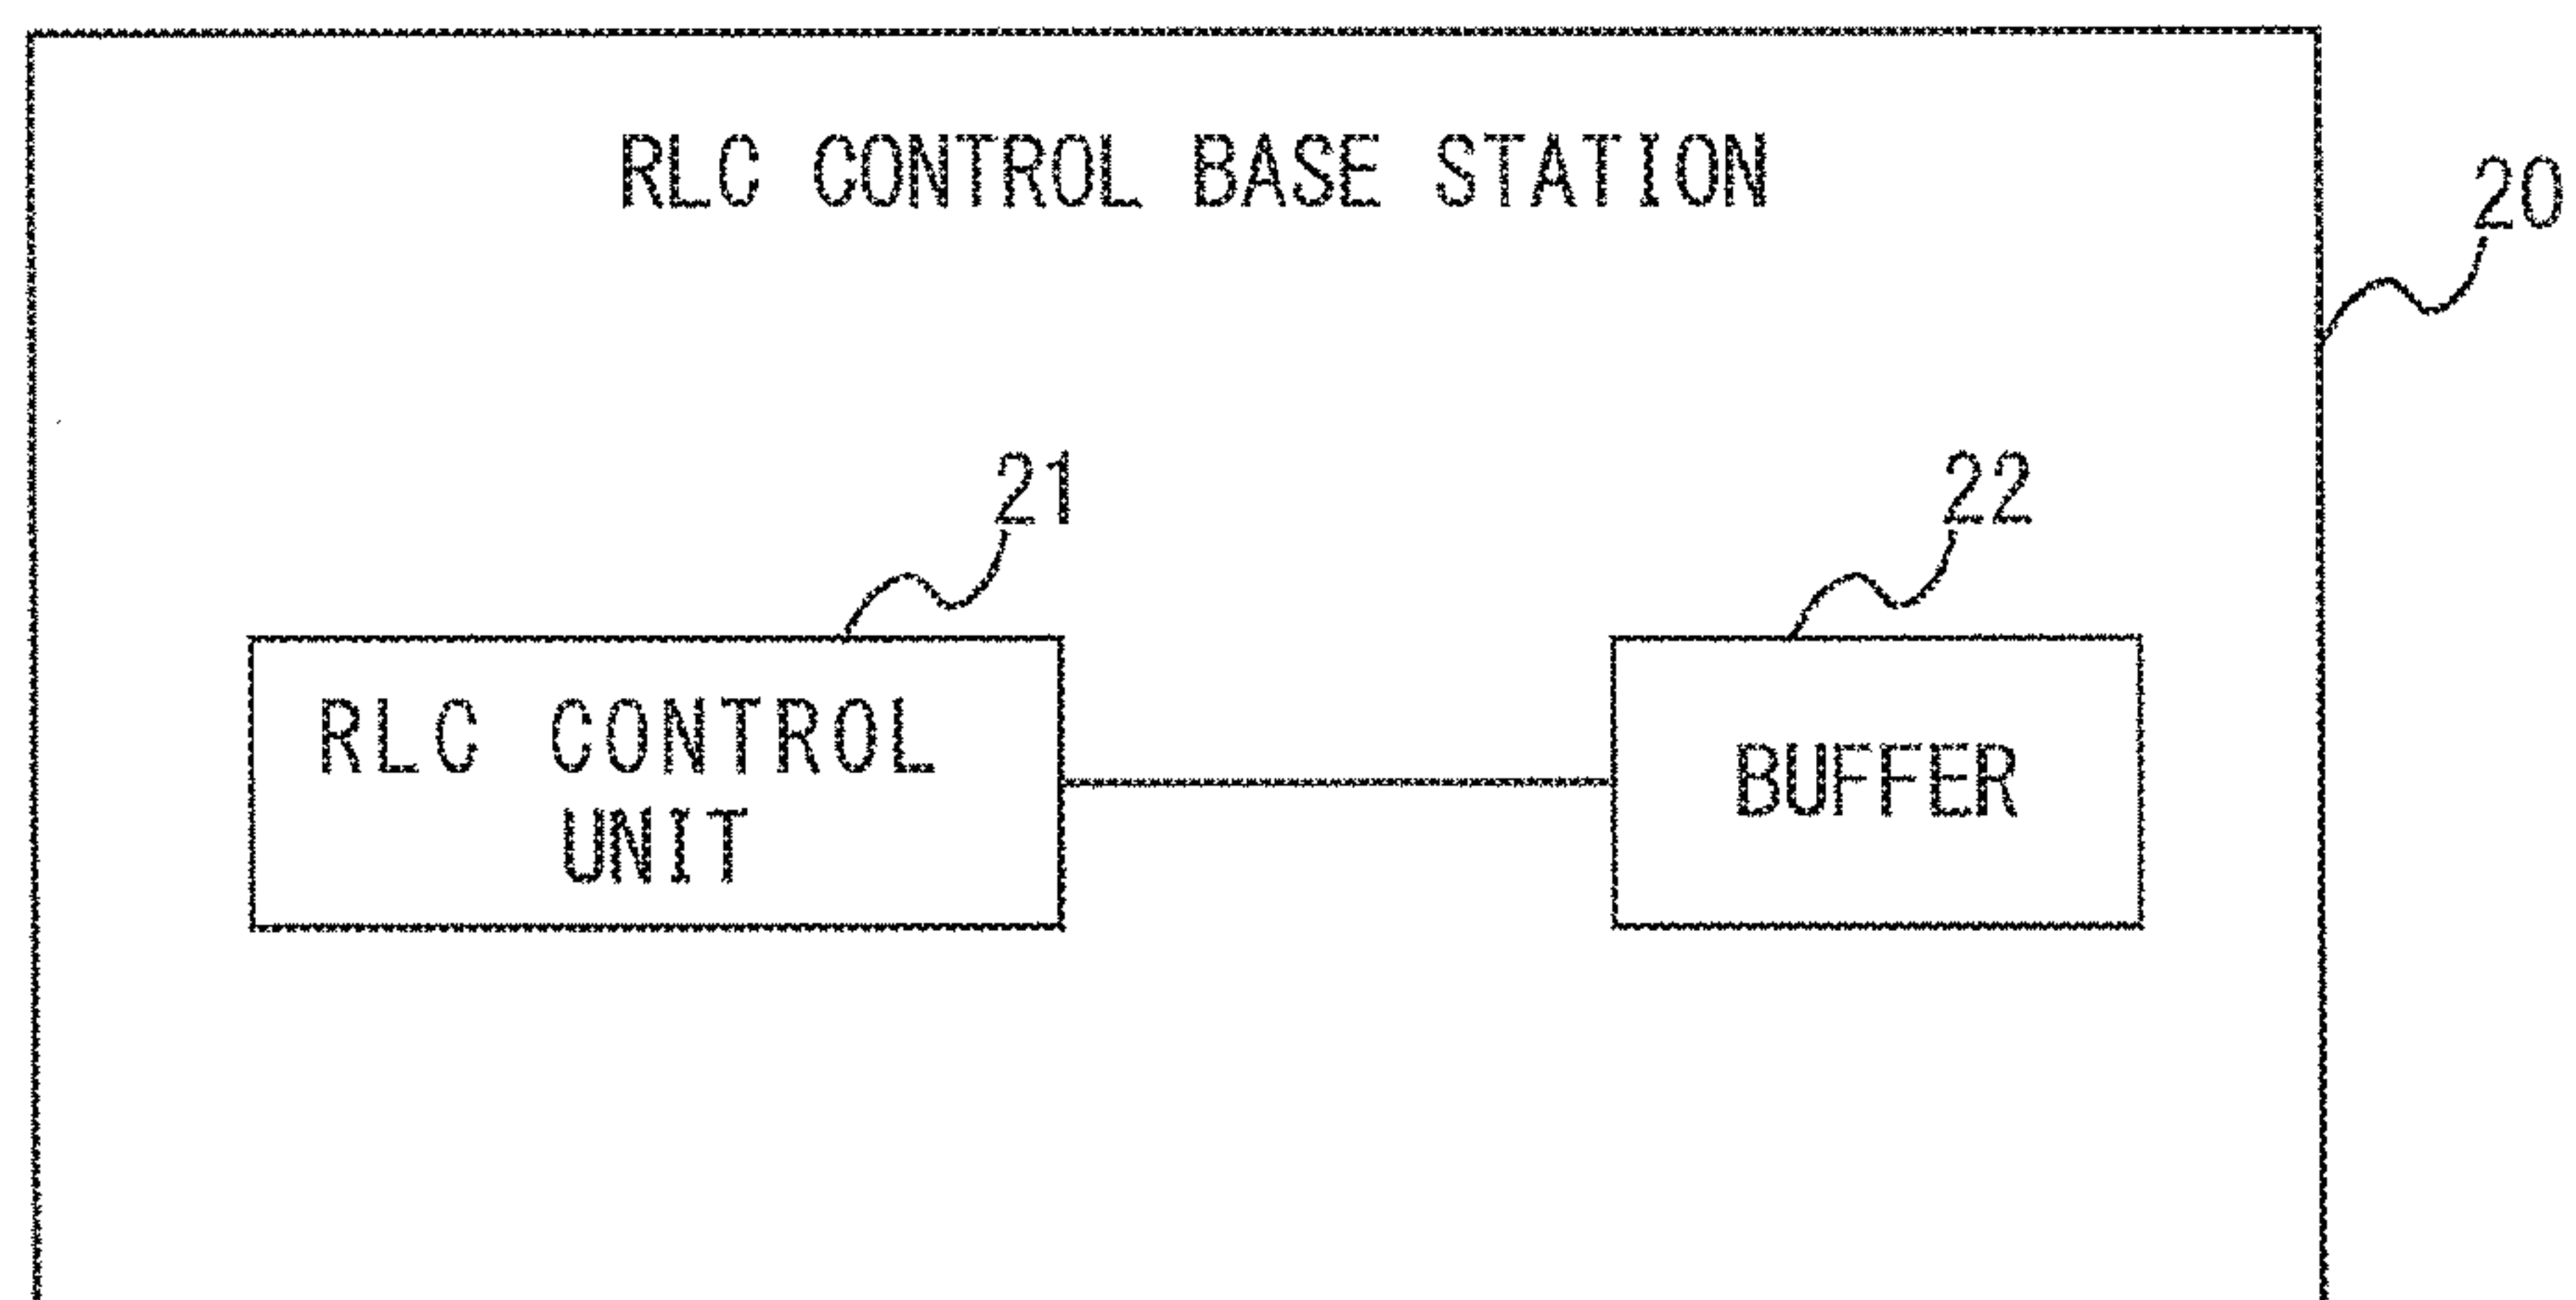 RLC CONTROL BASE STATION
20
21
22
RLC CONTROL
UNIT
BUFFER